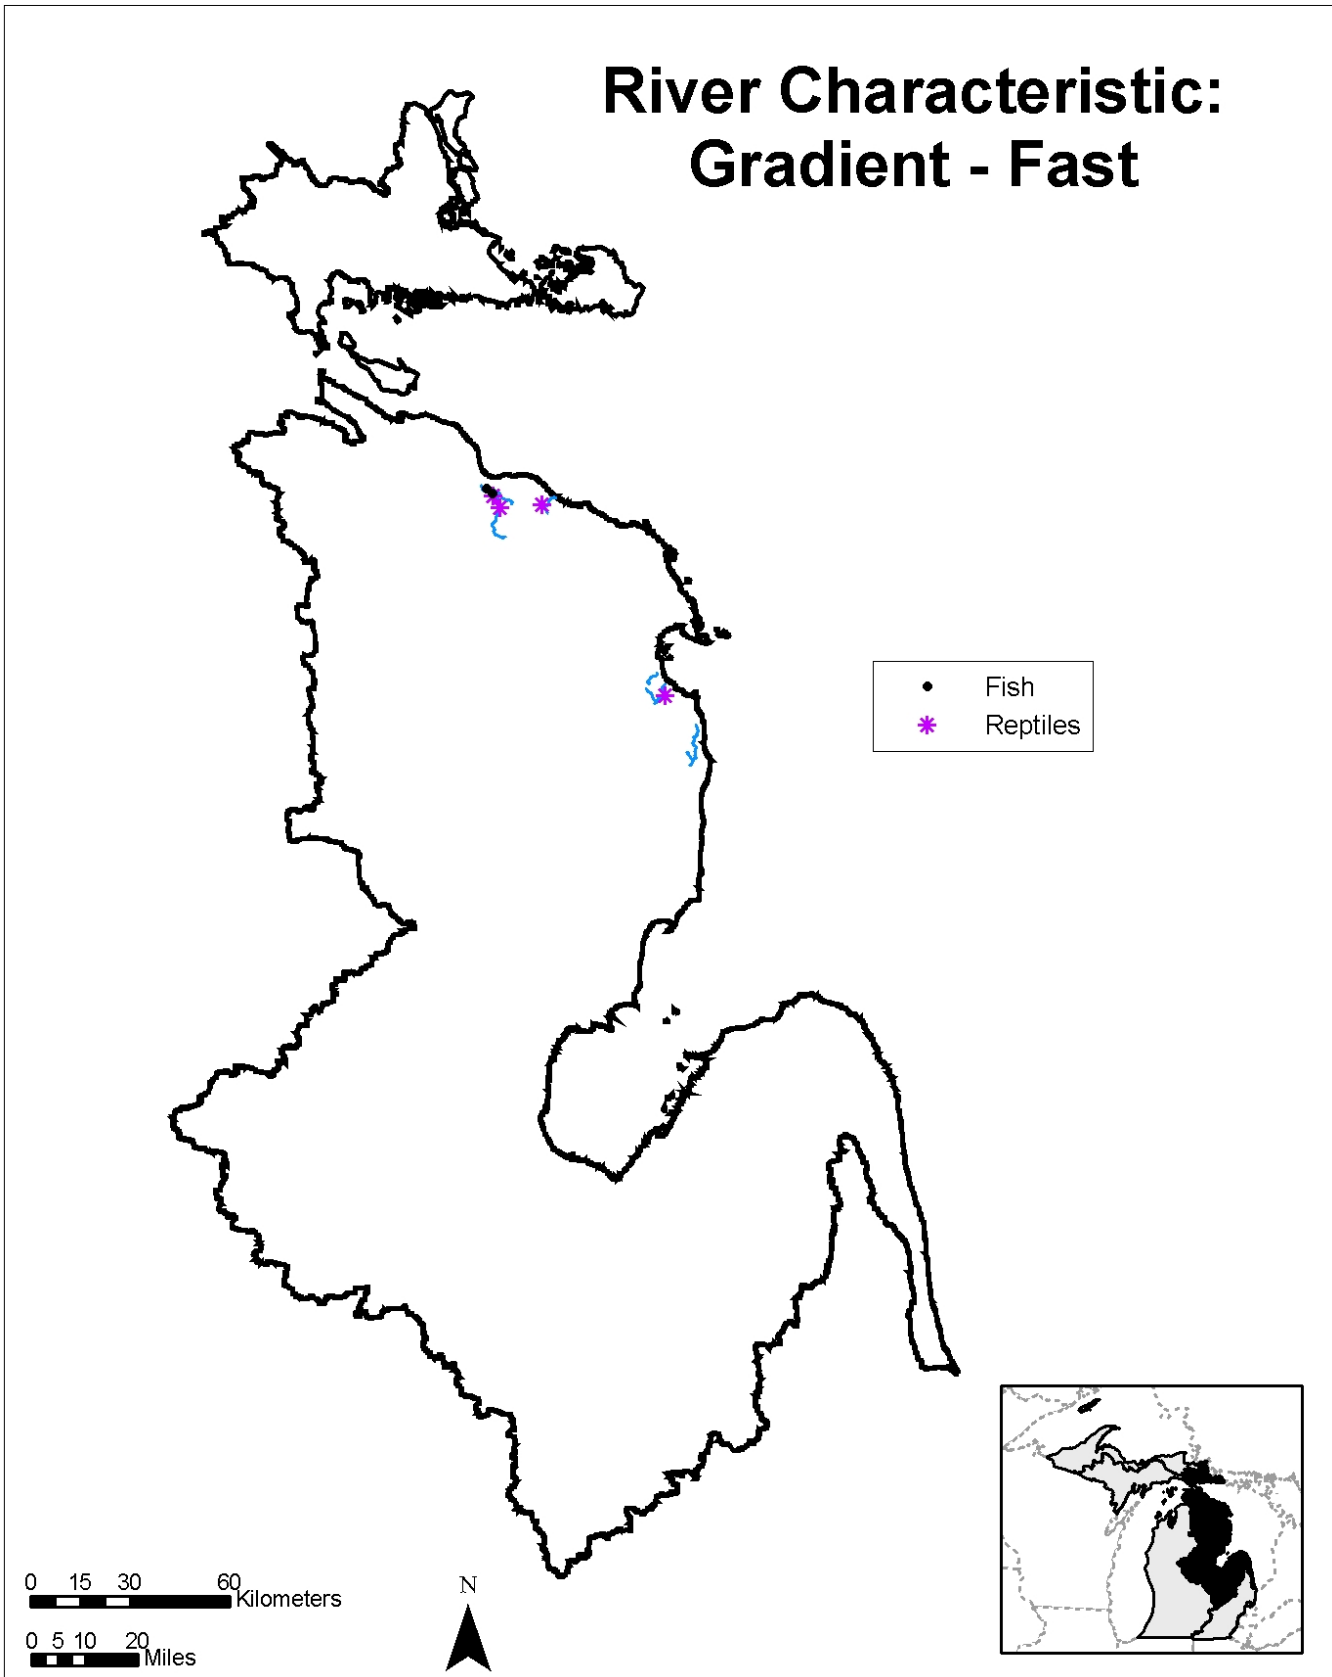 River Characteristic:
Gradient - Fast
Fish
Reptiles
0 15 30 60
Kilometers
0 5 10 20
Miles
N